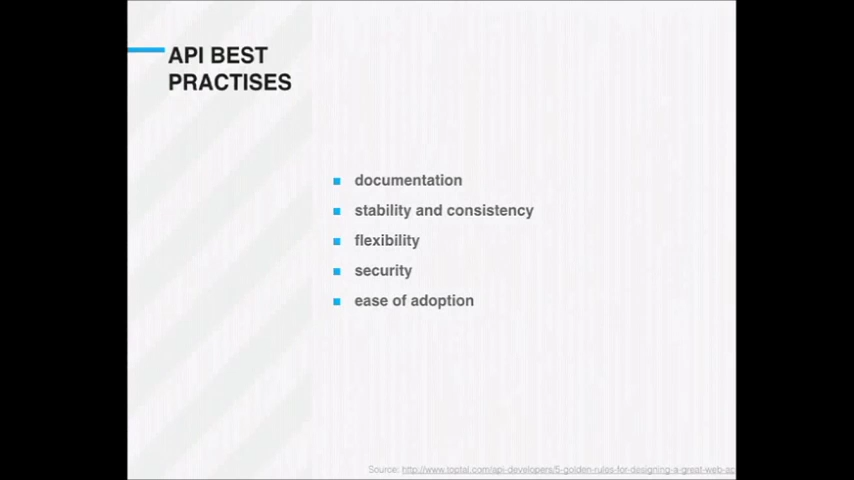 API BEST
PRACTISES
documentation
stability and consistency
flexibility
security
ease of adoption
Source: http://www.toptal.com/api-developers/5-golden-rules-for-designing-a-great-web-ap